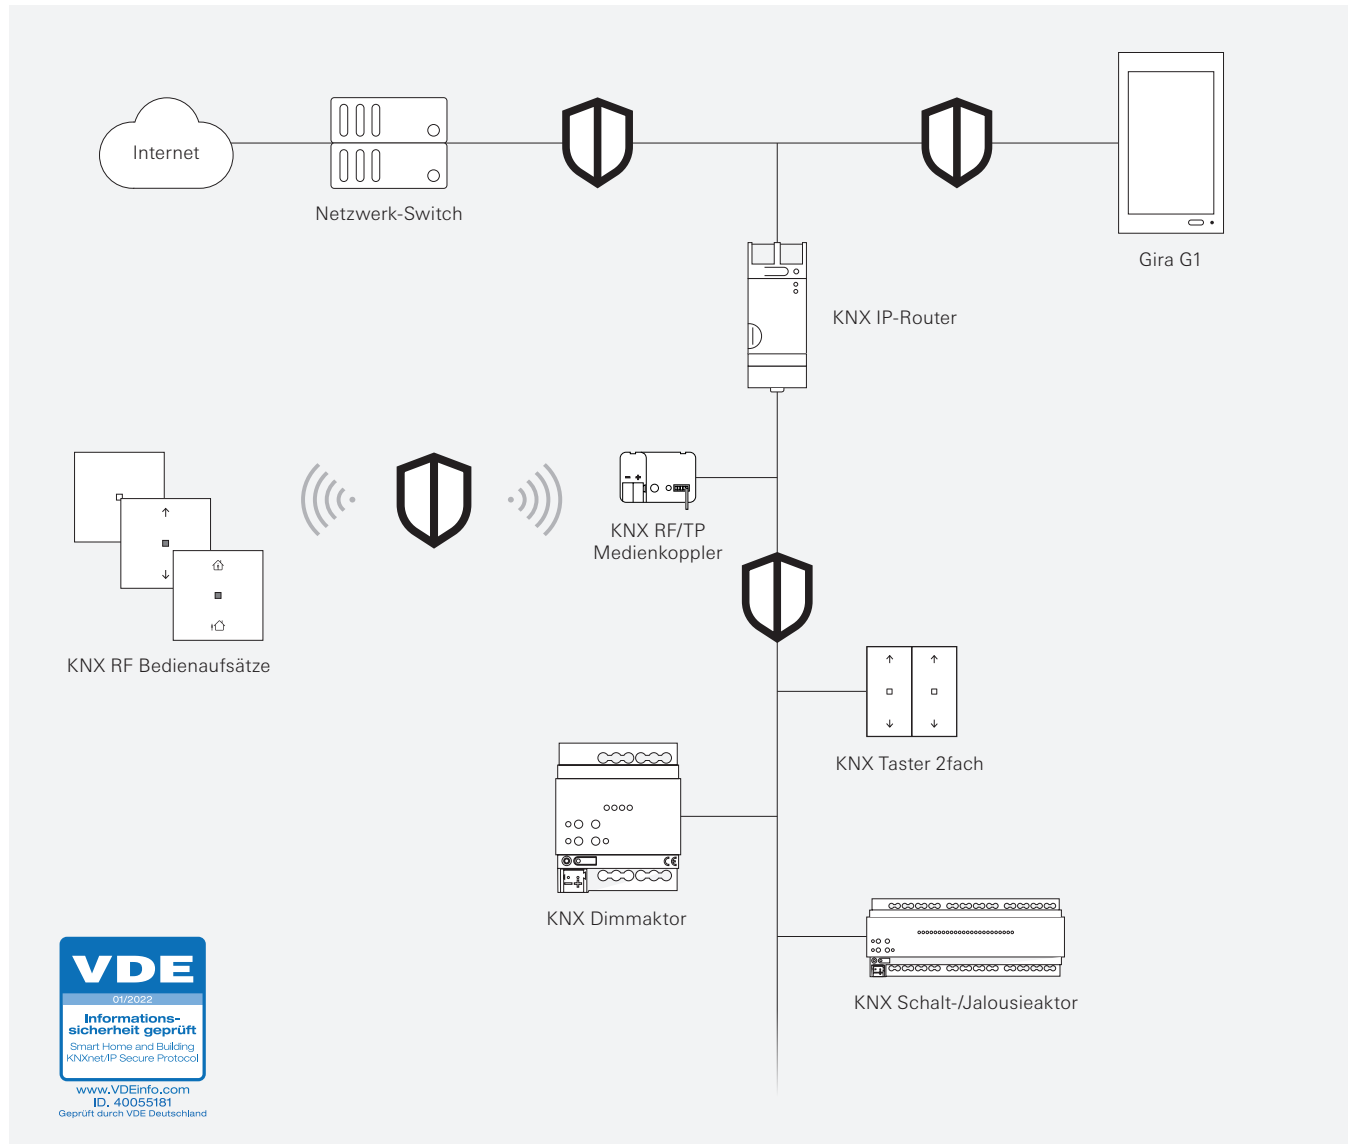 Internet
Netzwerk-Switch
Gira G1
KNX IP-Router
KNX RF/TP
Medienkoppler
KNX RF Bedienaufsätze
KNX Taster 2fach
KNX Dimmaktor
KNX Schalt-/Jalousieaktor
VDE
01/2022
Informations-
sicherheit geprüft
Smart Home and Building
KNXnet/IP Secure Protocol
www.VDEinfo.com
ID. 40055181
Geprüft durch VDE Deutschland